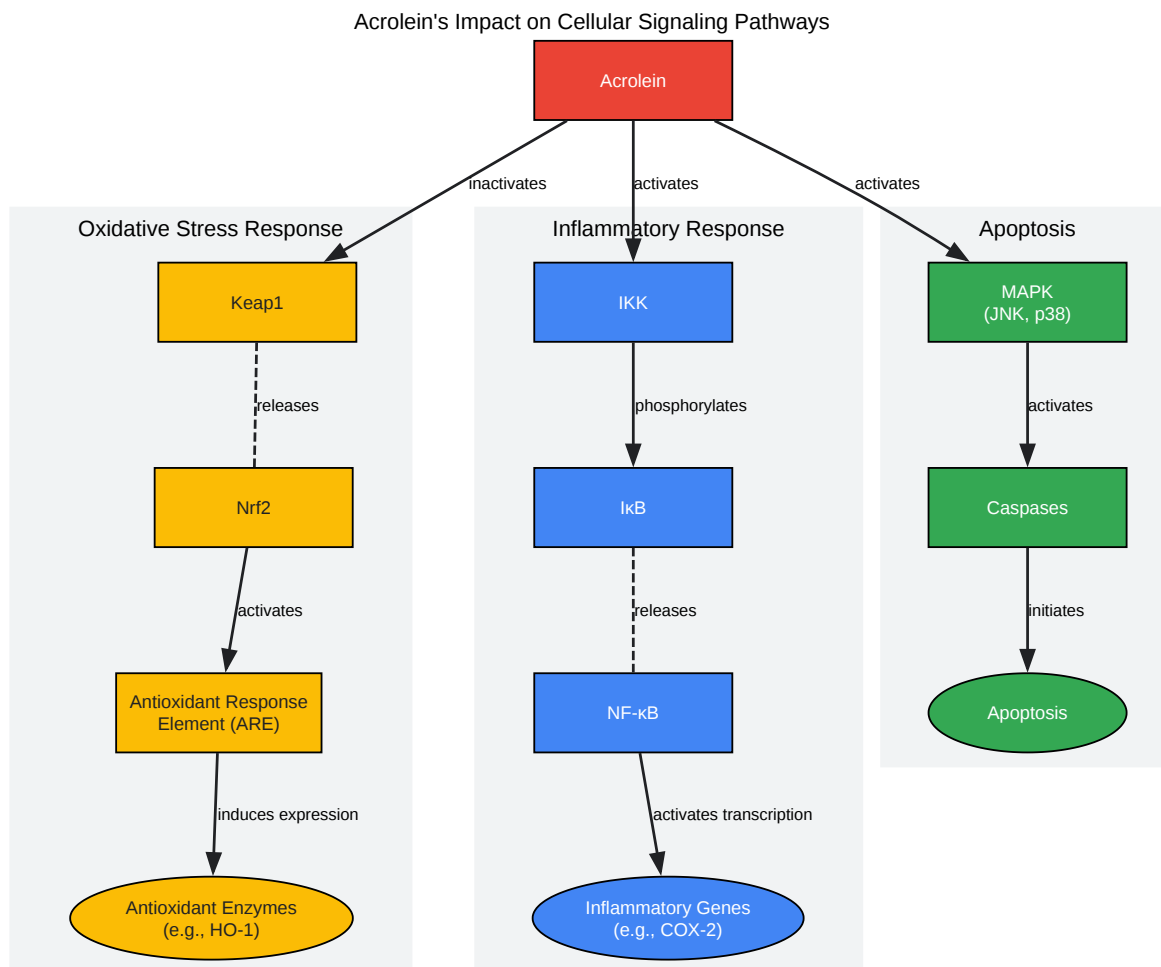 Acrolein's Impact on Cellular Signaling Pathways
Acrolein
inactivates
activates
activates
Oxidative Stress Response
Inflammatory Response
Apoptosis
Keap1
IKK
MAPK
(JNK, p38)
releases
phosphorylates
activates
Nrf2
IκB
Caspases
activates
releases
initiates
Antioxidant Response
Element (ARE)
NF-κB
Apoptosis
induces expression
activates transcription
Antioxidant Enzymes
(e.g., HO-1)
Inflammatory Genes
(e.g., COX-2)